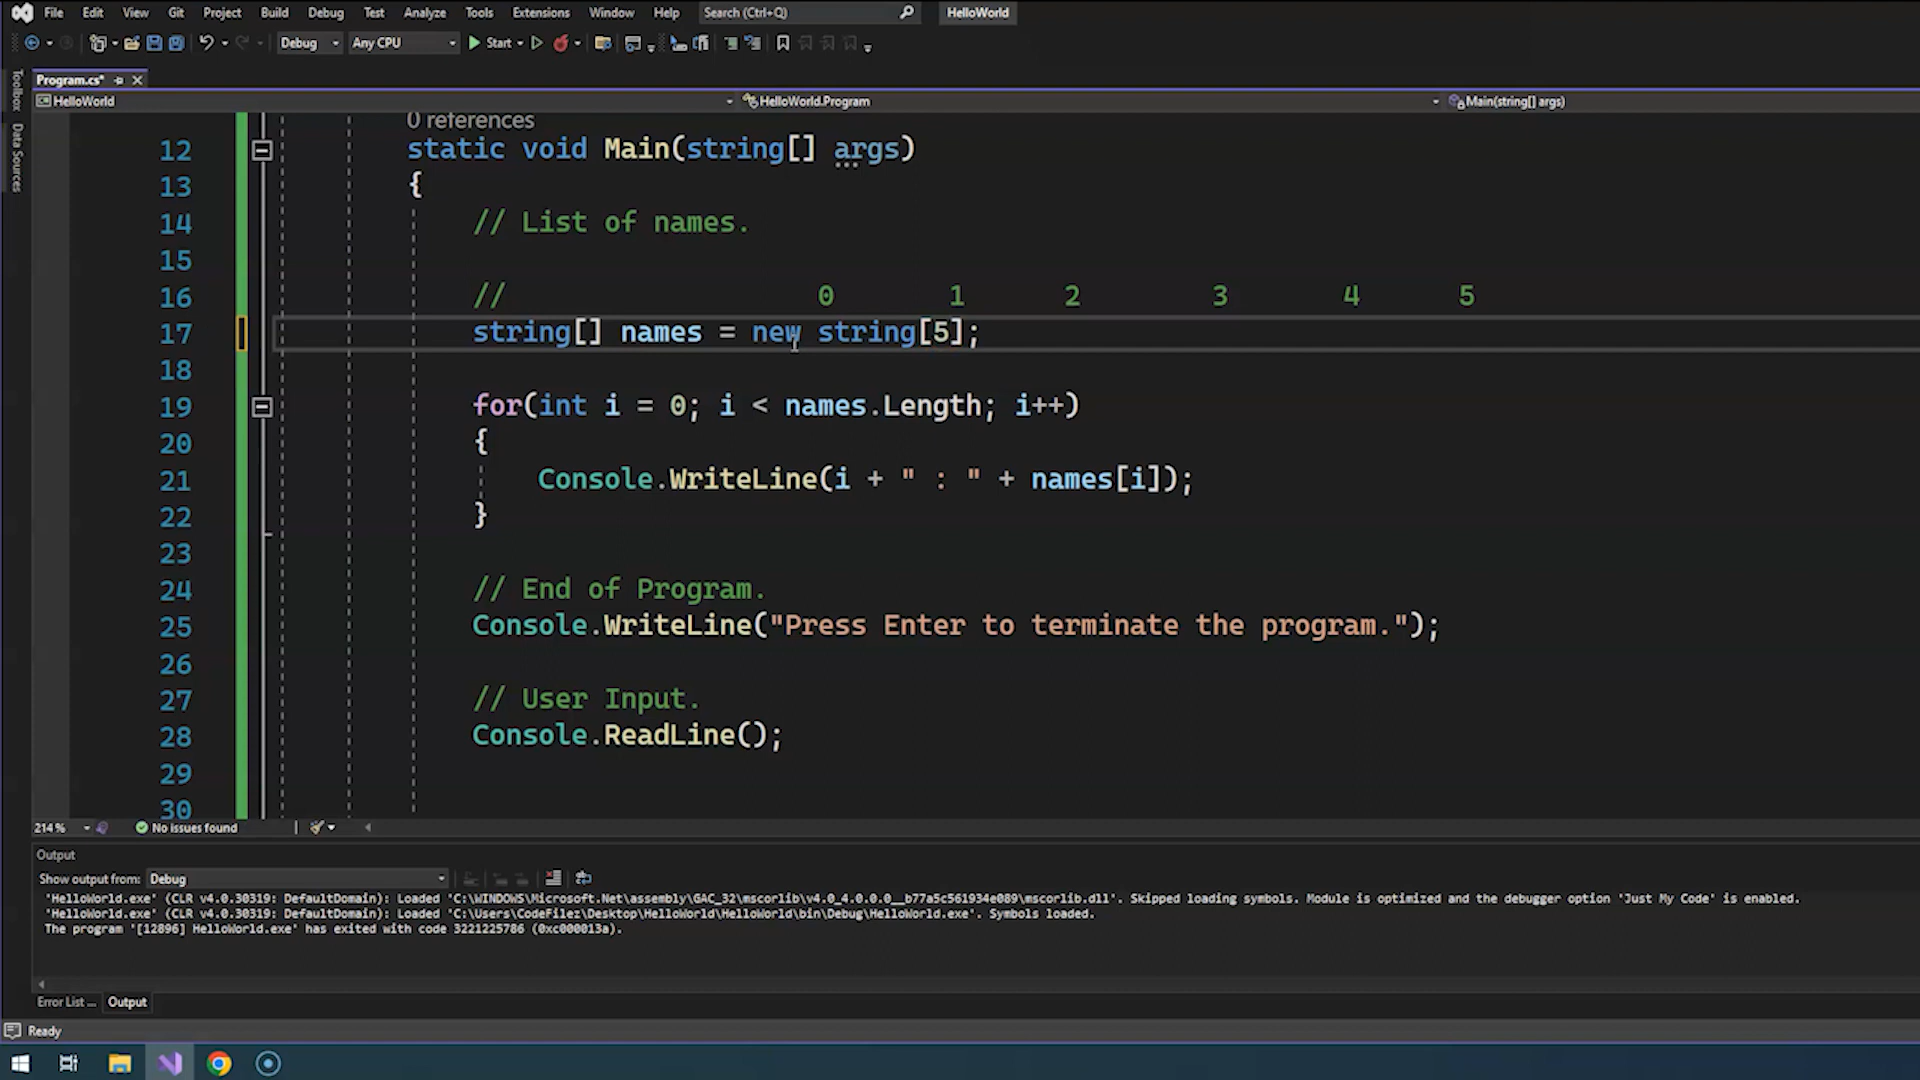 File Edit View Git Project Build Debug Test Analyze Tools Extensions Window Help Search (Ctrl+Q) HelloWorld
Debug Any CPU Start
Program.cs*
HelloWorld HelloWorld.Program Main(string[] args)
Toolbox
Data Sources
0 references
12 static void Main(string[] args)
13 {
14 // List of names.
15
16 // 0 1 2 3 4 5
17 string[] names = new string[5];
18
19 for(int i = 0; i < names.Length; i++)
20 {
21 Console.WriteLine(i + " : " + names[i]);
22 }
23
24 // End of Program.
25 Console.WriteLine("Press Enter to terminate the program.");
26
27 // User Input.
28 Console.ReadLine();
29
30
214 % No issues found
Output
Show output from: Debug
'HelloWorld.exe' (CLR v4.0.30319: DefaultDomain): Loaded 'C:\WINDOWS\Microsoft.Net\assembly\GAC_32\mscorlib\v4.0_4.0.0.0__b77a5c561934e089\mscorlib.dll'. Skipped loading symbols. Module is optimized and the debugger option 'Just My Code' is enabled.
'HelloWorld.exe' (CLR v4.0.30319: DefaultDomain): Loaded 'C:\Users\CodeFilez\Desktop\HelloWorld\HelloWorld\bin\Debug\HelloWorld.exe'. Symbols loaded.
The program '[12896] HelloWorld.exe' has exited with code 3221225786 (0xc000013a).
Error List ... Output
Ready